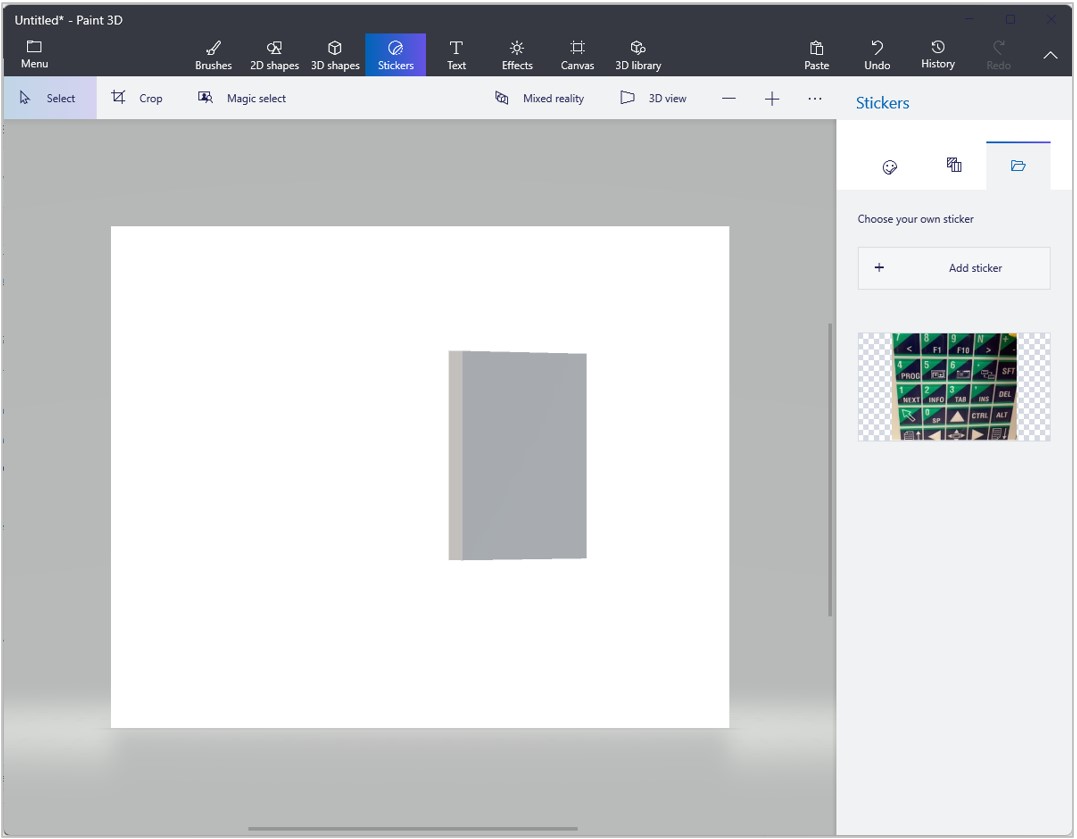 Untitled* - Paint 3D
Menu
Brushes
2D shapes
3D shapes
Stickers
Text
Effects
Canvas
3D library
Paste
Undo
History
Redo
Select
Crop
Magic select
Mixed reality
3D view
Stickers
Choose your own sticker
+ Add sticker
7 8 9 N +
< F1 F10 >
4 5 6
PROG SFT
1 2 3
NEXT INFO TAB INS DEL
0
SP CTRL ALT